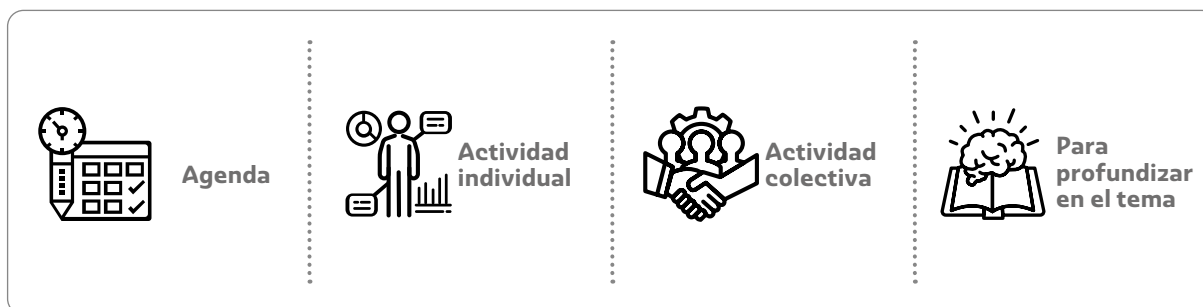 Agenda
Actividad
individual
Actividad
colectiva
Para
profundizar
en el tema